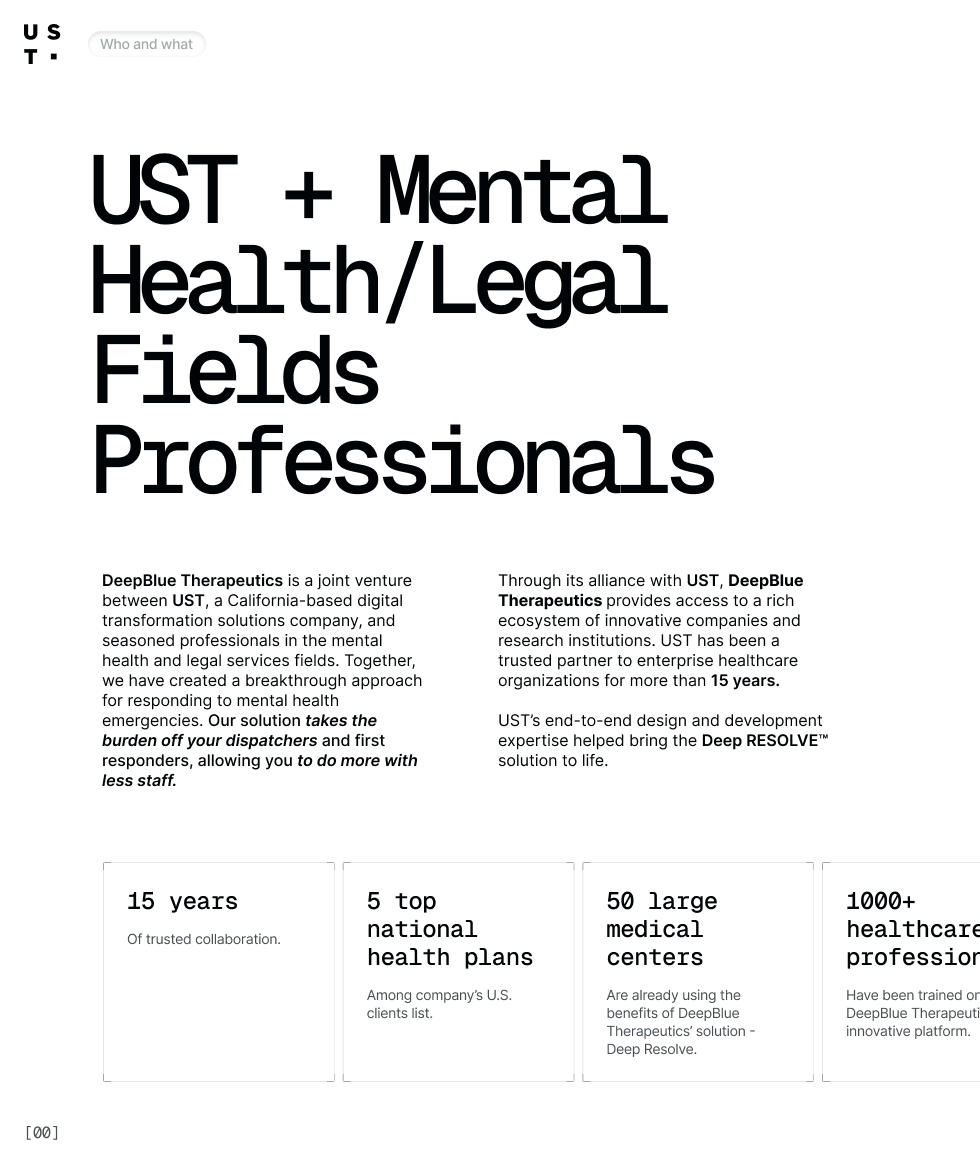 U S
T ▪
Who and what
UST + Mental
Health/Legal
Fields
Professionals
DeepBlue Therapeutics is a joint venture
between UST, a California-based digital
transformation solutions company, and
seasoned professionals in the mental
health and legal services fields. Together,
we have created a breakthrough approach
for responding to mental health
emergencies. Our solution takes the
burden off your dispatchers and first
responders, allowing you to do more with
less staff.
Through its alliance with UST, DeepBlue
Therapeutics provides access to a rich
ecosystem of innovative companies and
research institutions. UST has been a
trusted partner to enterprise healthcare
organizations for more than 15 years.
UST’s end-to-end design and development
expertise helped bring the Deep RESOLVE™
solution to life.
15 years
Of trusted collaboration.
5 top
national
health plans
Among company’s U.S.
clients list.
50 large
medical
centers
Are already using the
benefits of DeepBlue
Therapeutics’ solution -
Deep Resolve.
1000+
healthcare
profession
Have been trained on
DeepBlue Therapeuti
innovative platform.
[00]